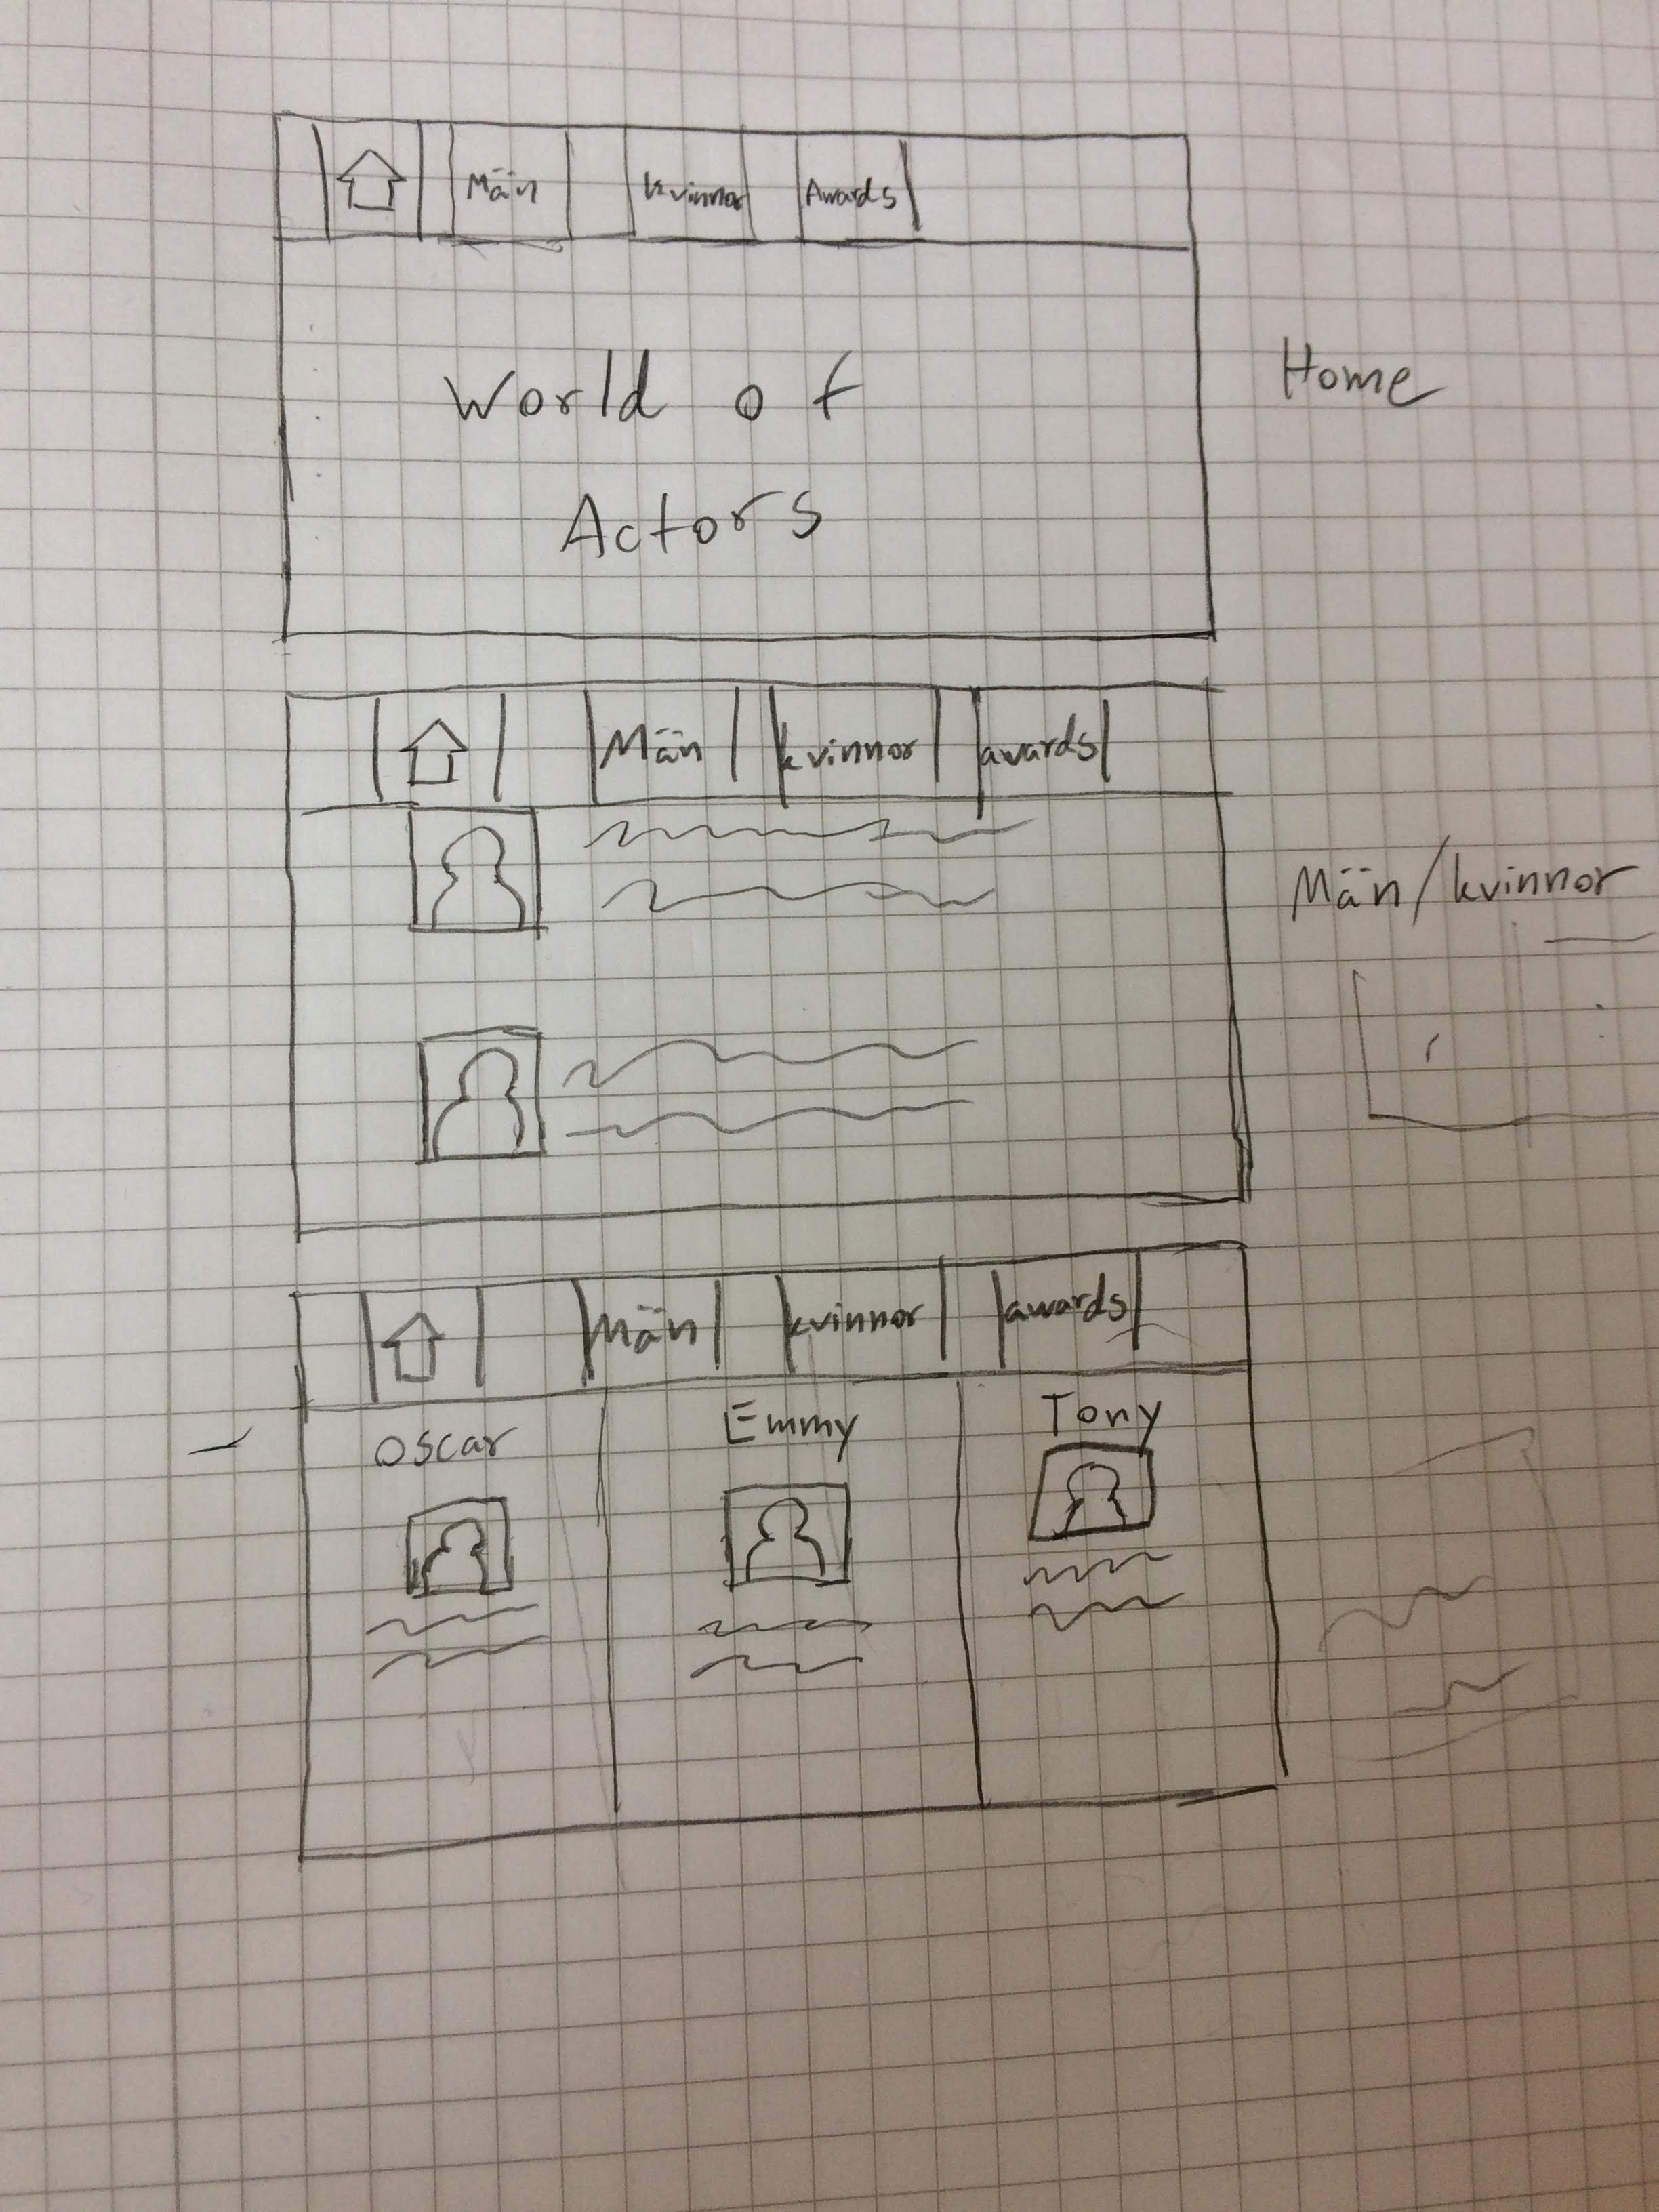 Män kvinnor Awards
World of
Home
Actors
Män kvinnor awards
Män/kvinnor
Män kvinnor awards
Oscar Emmy Tony